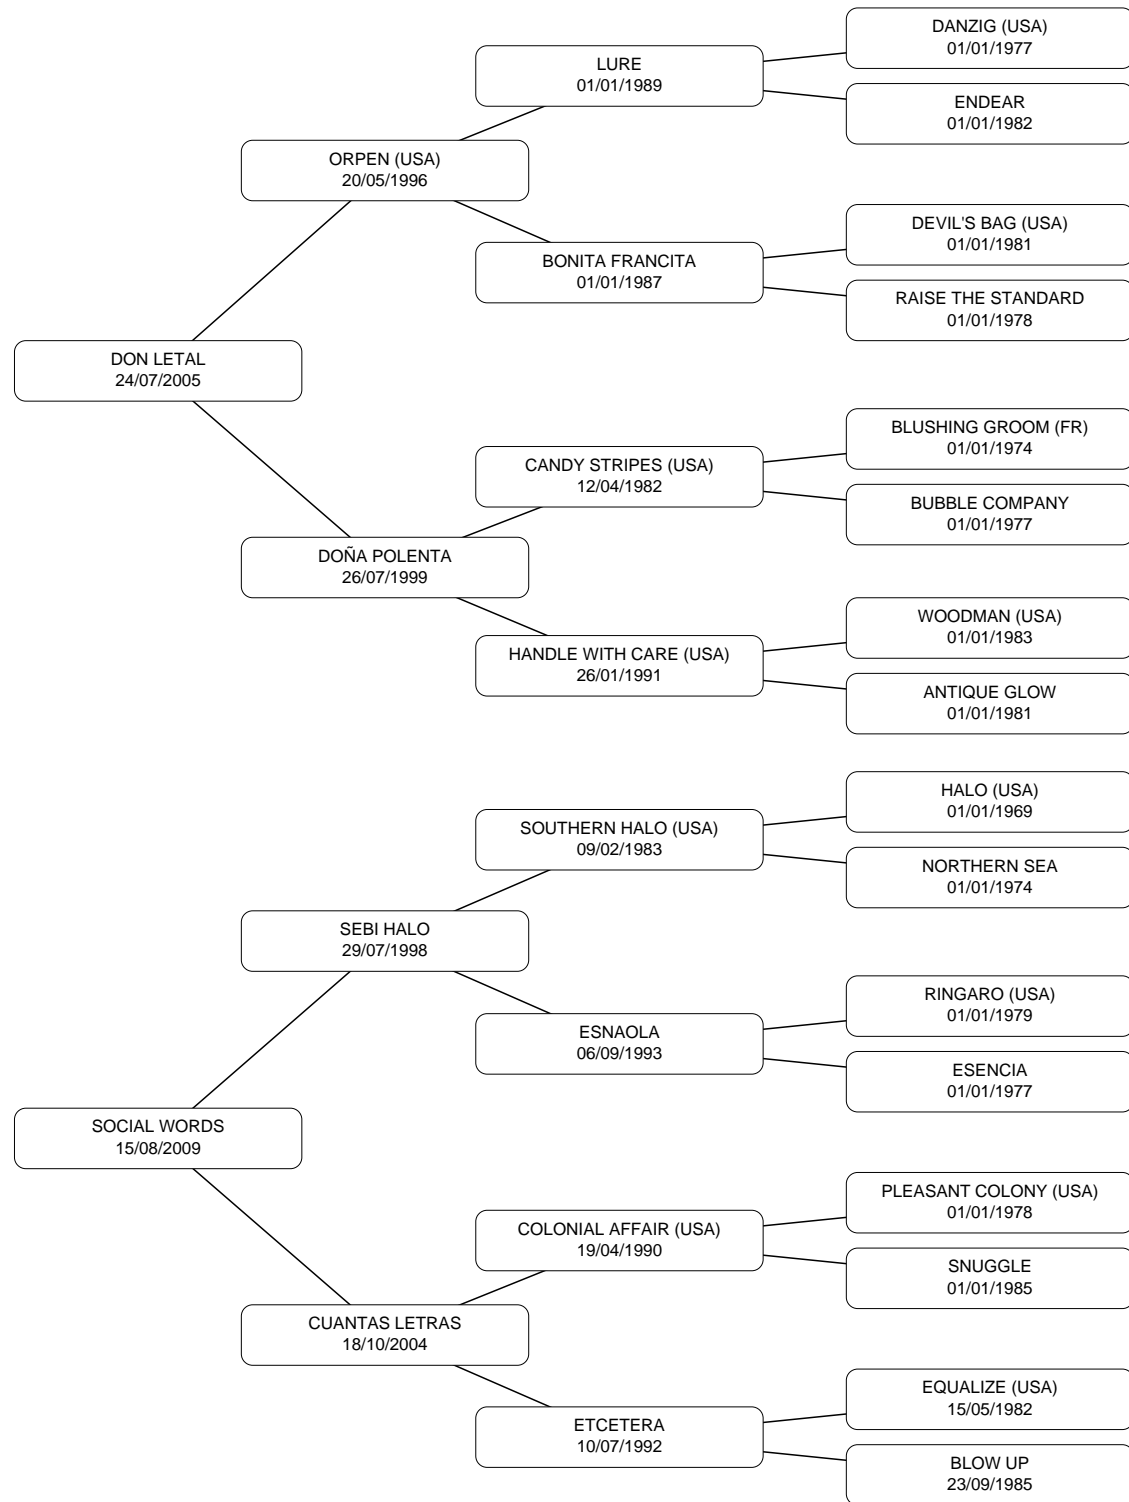 DANZIG (USA)
01/01/1977
LURE
01/01/1989
ENDEAR
01/01/1982
ORPEN (USA)
20/05/1996
DEVIL'S BAG (USA)
01/01/1981
BONITA FRANCITA
01/01/1987
RAISE THE STANDARD
01/01/1978
DON LETAL
24/07/2005
BLUSHING GROOM (FR)
01/01/1974
CANDY STRIPES (USA)
12/04/1982
BUBBLE COMPANY
01/01/1977
DOÑA POLENTA
26/07/1999
WOODMAN (USA)
01/01/1983
HANDLE WITH CARE (USA)
26/01/1991
ANTIQUE GLOW
01/01/1981
HALO (USA)
01/01/1969
SOUTHERN HALO (USA)
09/02/1983
NORTHERN SEA
01/01/1974
SEBI HALO
29/07/1998
RINGARO (USA)
01/01/1979
ESNAOLA
06/09/1993
ESENCIA
01/01/1977
SOCIAL WORDS
15/08/2009
PLEASANT COLONY (USA)
01/01/1978
COLONIAL AFFAIR (USA)
19/04/1990
SNUGGLE
01/01/1985
CUANTAS LETRAS
18/10/2004
EQUALIZE (USA)
15/05/1982
ETCETERA
10/07/1992
BLOW UP
23/09/1985